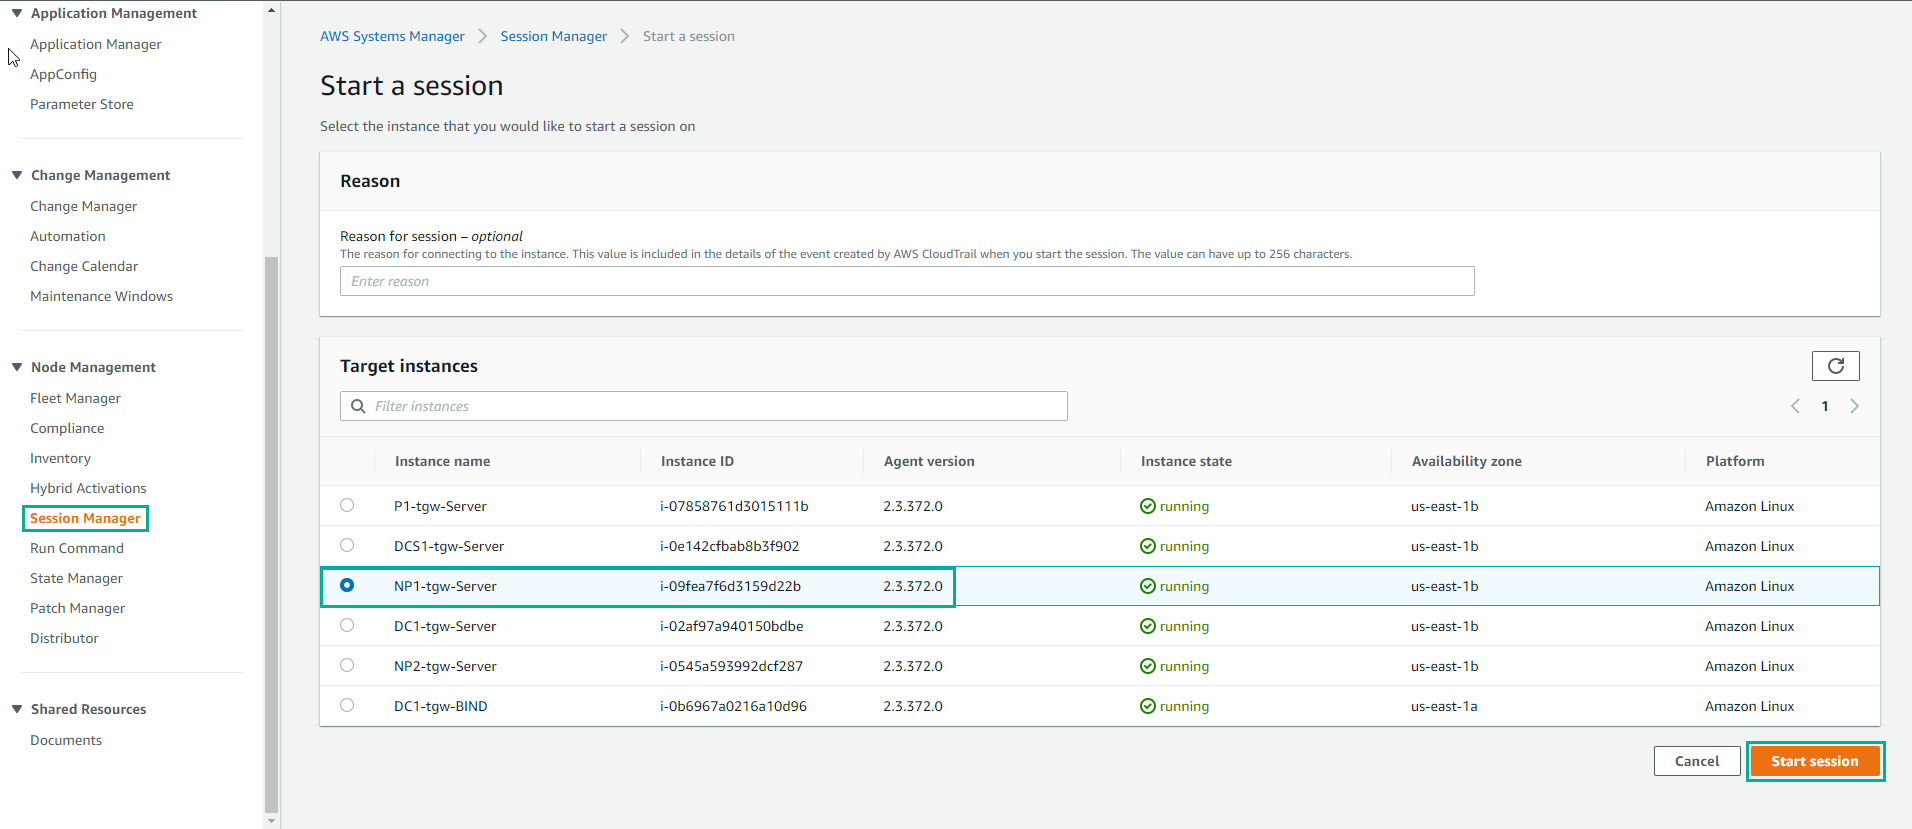 Application Management
Application Manager
AppConfig
Parameter Store
Change Management
Change Manager
Automation
Change Calendar
Maintenance Windows
Node Management
Fleet Manager
Compliance
Inventory
Hybrid Activations
Session Manager
Run Command
State Manager
Patch Manager
Distributor
Shared Resources
Documents
AWS Systems Manager > Session Manager > Start a session
Start a session
Select the instance that you would like to start a session on
Reason
Reason for session – optional
The reason for connecting to the instance. This value is included in the details of the event created by AWS CloudTrail when you start the session. The value can have up to 256 characters.
Enter reason
Target instances
Filter instances
1
Instance name Instance ID Agent version Instance state Availability zone Platform
P1-tgw-Server i-07858761d3015111b 2.3.372.0 running us-east-1b Amazon Linux
DCS1-tgw-Server i-0e142cfbab8b3f902 2.3.372.0 running us-east-1b Amazon Linux
NP1-tgw-Server i-09fea7f6d3159d22b 2.3.372.0 running us-east-1b Amazon Linux
DC1-tgw-Server i-02af97a940150bdbe 2.3.372.0 running us-east-1b Amazon Linux
NP2-tgw-Server i-0545a593992dcf287 2.3.372.0 running us-east-1b Amazon Linux
DC1-tgw-BIND i-0b6967a0216a10d96 2.3.372.0 running us-east-1a Amazon Linux
Cancel Start session